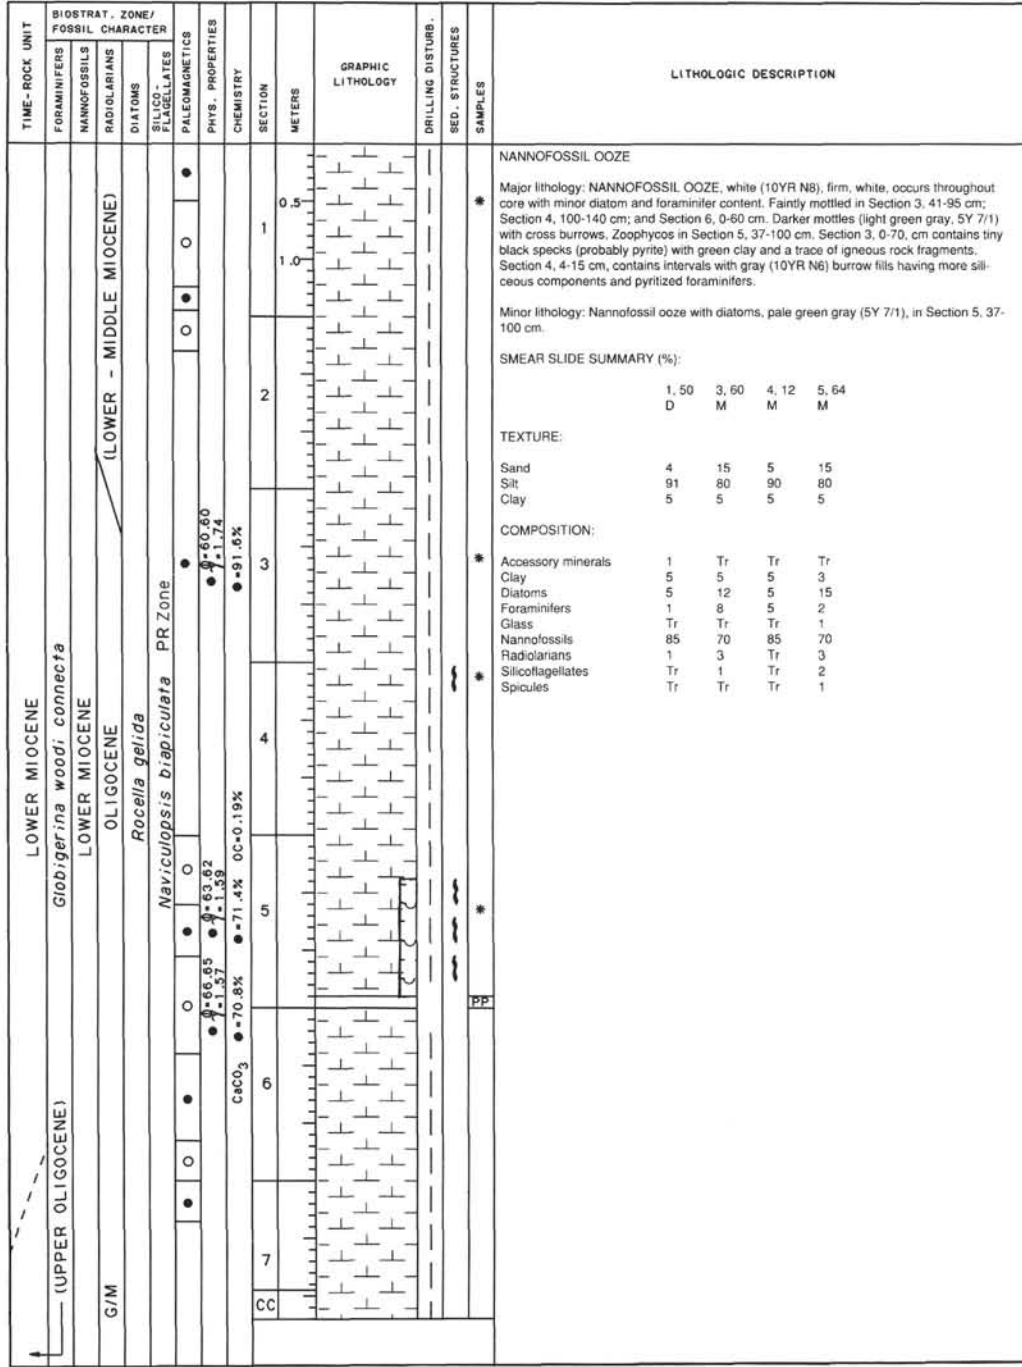 TIME-ROCK UNIT
BIOSTRAT. ZONE/
FOSSIL CHARACTER
FORAMINIFERS
NANNOFOSSILS
RADIOLARIANS
DIATOMS
SILICO-
FLAGELLATES
PALEOMAGNETICS
PHYS. PROPERTIES
CHEMISTRY
SECTION
METERS
GRAPHIC
LITHOLOGY
DRILLING DISTURB.
SED. STRUCTURES
SAMPLES
LITHOLOGIC DESCRIPTION
LOWER MIOCENE
(UPPER OLIGOCENE)
Globigerina woodi connecta
LOWER MIOCENE
G/M
OLIGOCENE
(LOWER - MIDDLE MIOCENE)
Rocella gelida
Naviculopsis biapiculata PR Zone
Ø=60.60
γ=1.74
Ø=63.62
γ=1.59
Ø=66.65
γ=1.57
●=91.6%
OC=0.19%
●=71.4%
●=70.8%
CaCO3
1
2
3
4
5
6
7
CC
0.5
1.0
*
*
*
*
PP
NANNOFOSSIL OOZE
Major lithology: NANNOFOSSIL OOZE, white (10YR N8), firm, white, occurs throughout
core with minor diatom and foraminifer content. Faintly mottled in Section 3, 41-95 cm;
Section 4, 100-140 cm; and Section 6, 0-60 cm. Darker mottles (light green gray, 5Y 7/1)
with cross burrows, Zoophycos in Section 5, 37-100 cm. Section 3, 0-70, cm contains tiny
black specks (probably pyrite) with green clay and a trace of igneous rock fragments.
Section 4, 4-15 cm, contains intervals with gray (10YR N6) burrow fills having more sili-
ceous components and pyritized foraminifers.
Minor lithology: Nannofossil ooze with diatoms, pale green gray (5Y 7/1), in Section 5, 37-
100 cm.
SMEAR SLIDE SUMMARY (%):
1, 50 3, 60 4, 12 5, 64
D M M M
TEXTURE:
Sand 4 15 5 15
Silt 91 80 90 80
Clay 5 5 5 5
COMPOSITION:
Accessory minerals 1 Tr Tr Tr
Clay 5 5 5 3
Diatoms 5 12 5 15
Foraminifers 1 8 5 2
Glass Tr Tr Tr 1
Nannofossils 85 70 85 70
Radiolarians 1 3 Tr 3
Silicoflagellates Tr 1 Tr 2
Spicules Tr Tr Tr 1